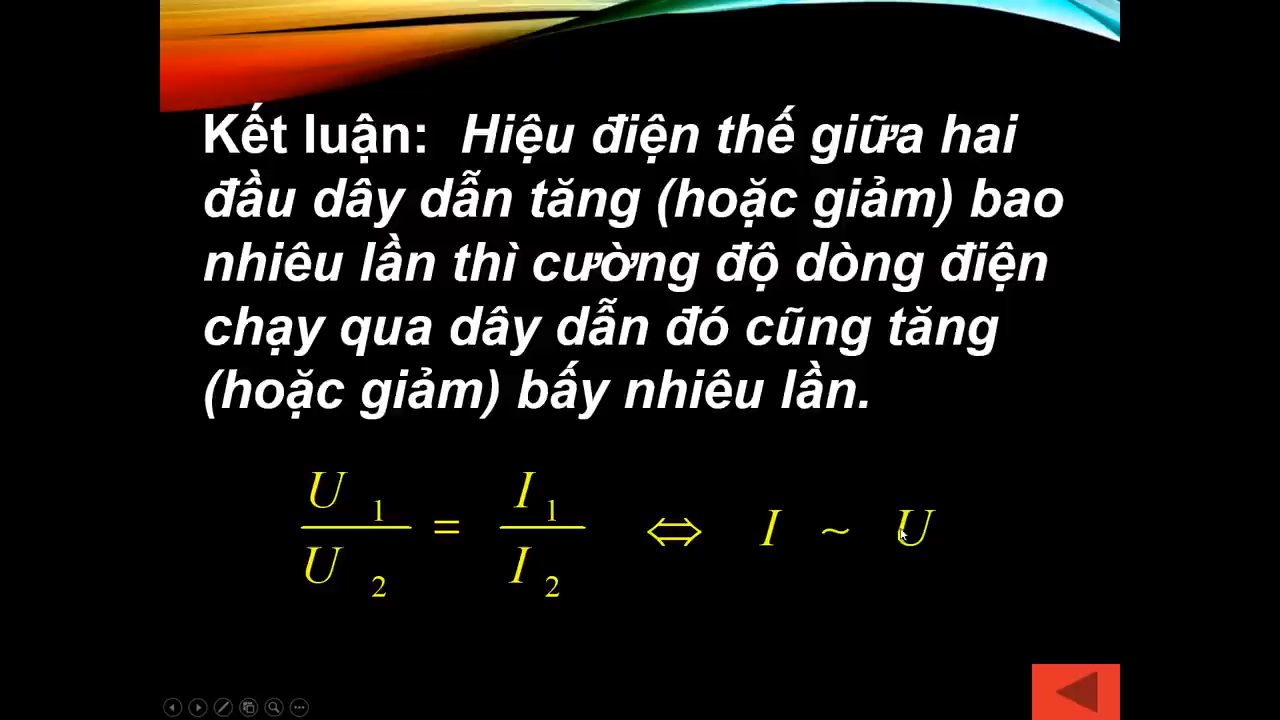 Kết luận: Hiệu điện thế giữa hai
đầu dây dẫn tăng (hoặc giảm) bao
nhiêu lần thì cường độ dòng điện
chạy qua dây dẫn đó cũng tăng
(hoặc giảm) bấy nhiêu lần.
U₁/U₂ = I₁/I₂ ⇔ I ~ U